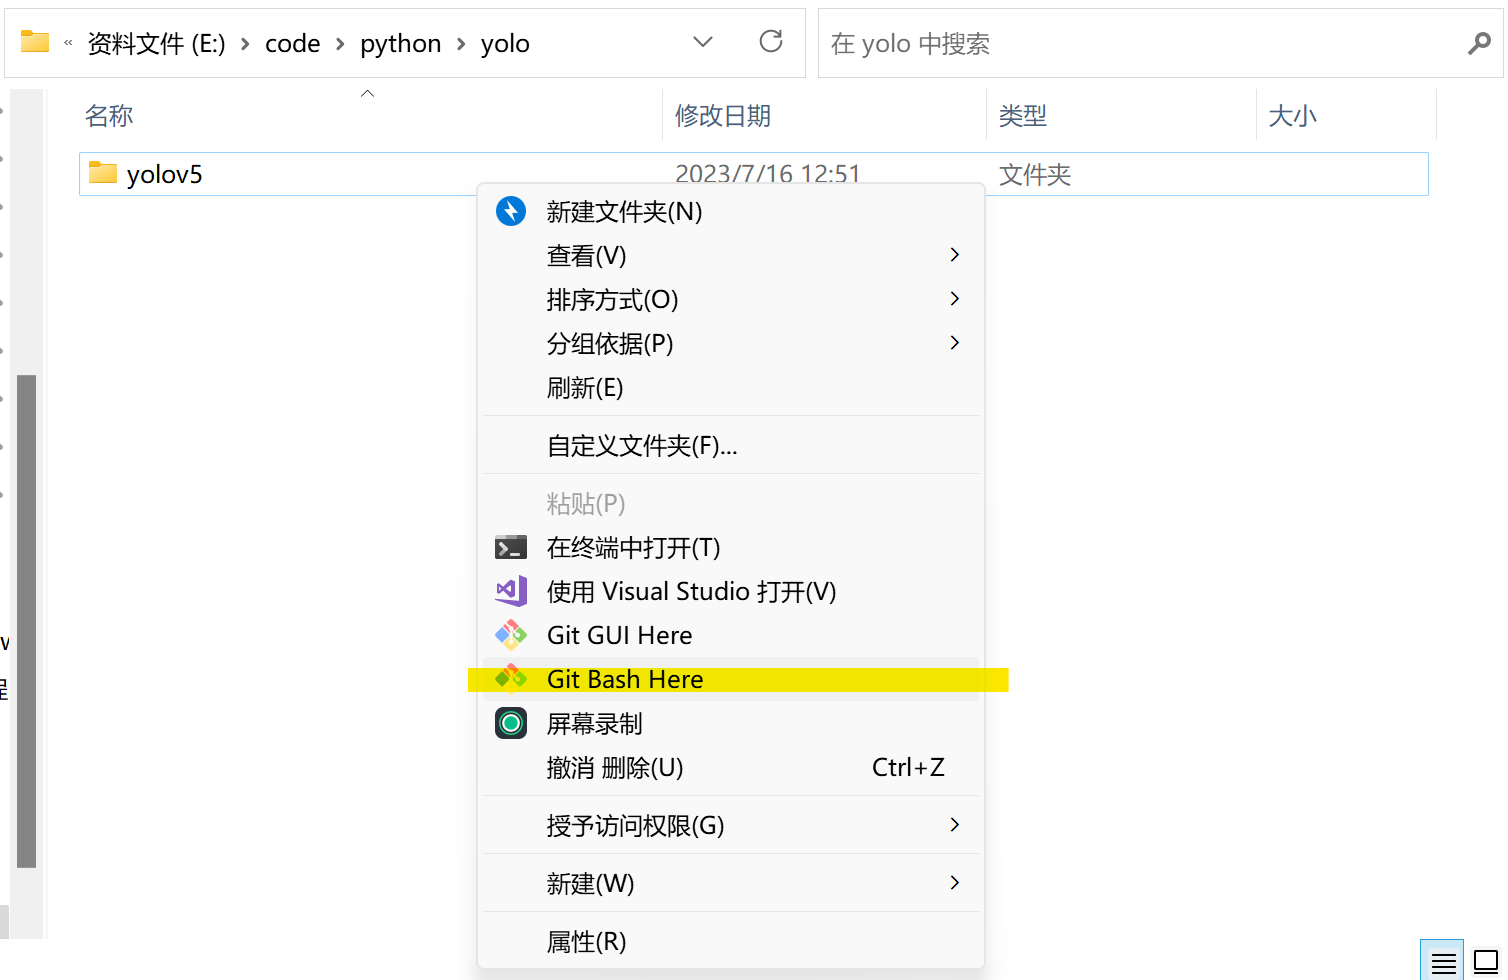 « 资料文件 (E:) › code › python › yolo
在 yolo 中搜索
名称 修改日期 类型 大小
yolov5 2023/7/16 12:51 文件夹
新建文件夹(N)
查看(V)
排序方式(O)
分组依据(P)
刷新(E)
自定义文件夹(F)...
粘贴(P)
在终端中打开(T)
使用 Visual Studio 打开(V)
Git GUI Here
Git Bash Here
屏幕录制
撤消 删除(U) Ctrl+Z
授予访问权限(G)
新建(W)
属性(R)